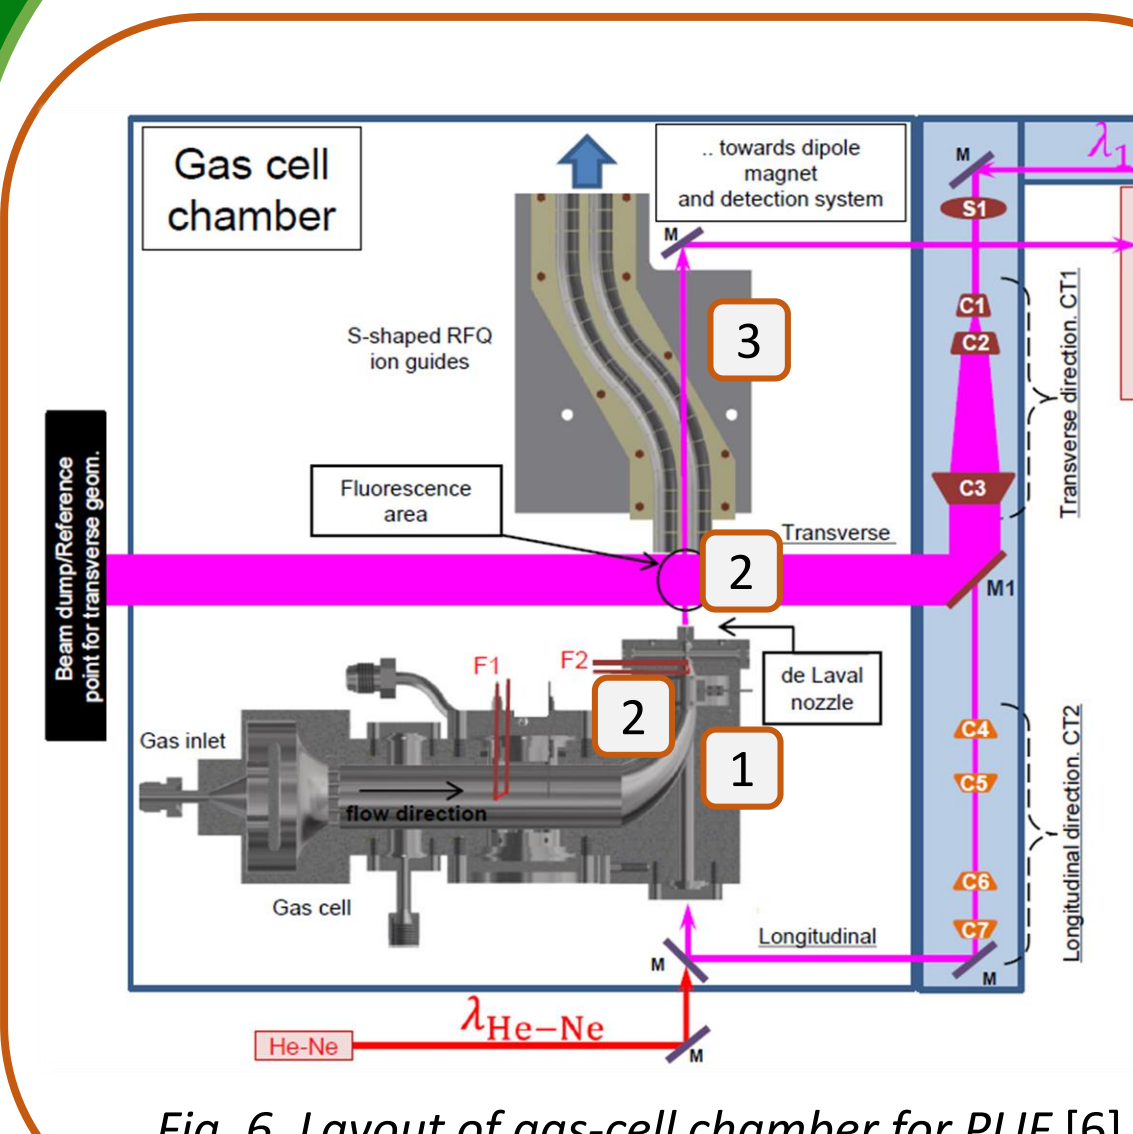 Gas cell
chamber
.. towards dipole
magnet
and detection system
M
λ1
S1
M
C1
C2
C3
Transverse direction. CT1
S-shaped RFQ
ion guides
3
Fluorescence
area
Beam dump/Reference
point for transverse geom.
Transverse
2
M1
F1
F2
de Laval
nozzle
2
1
Gas inlet
flow direction
Gas cell
C4
C5
C6
C7
Longitudinal direction. CT2
Longitudinal
M
M
λHe−Ne
He-Ne
M
Fig. 6. Layout of gas-cell chamber for PLIF [6]